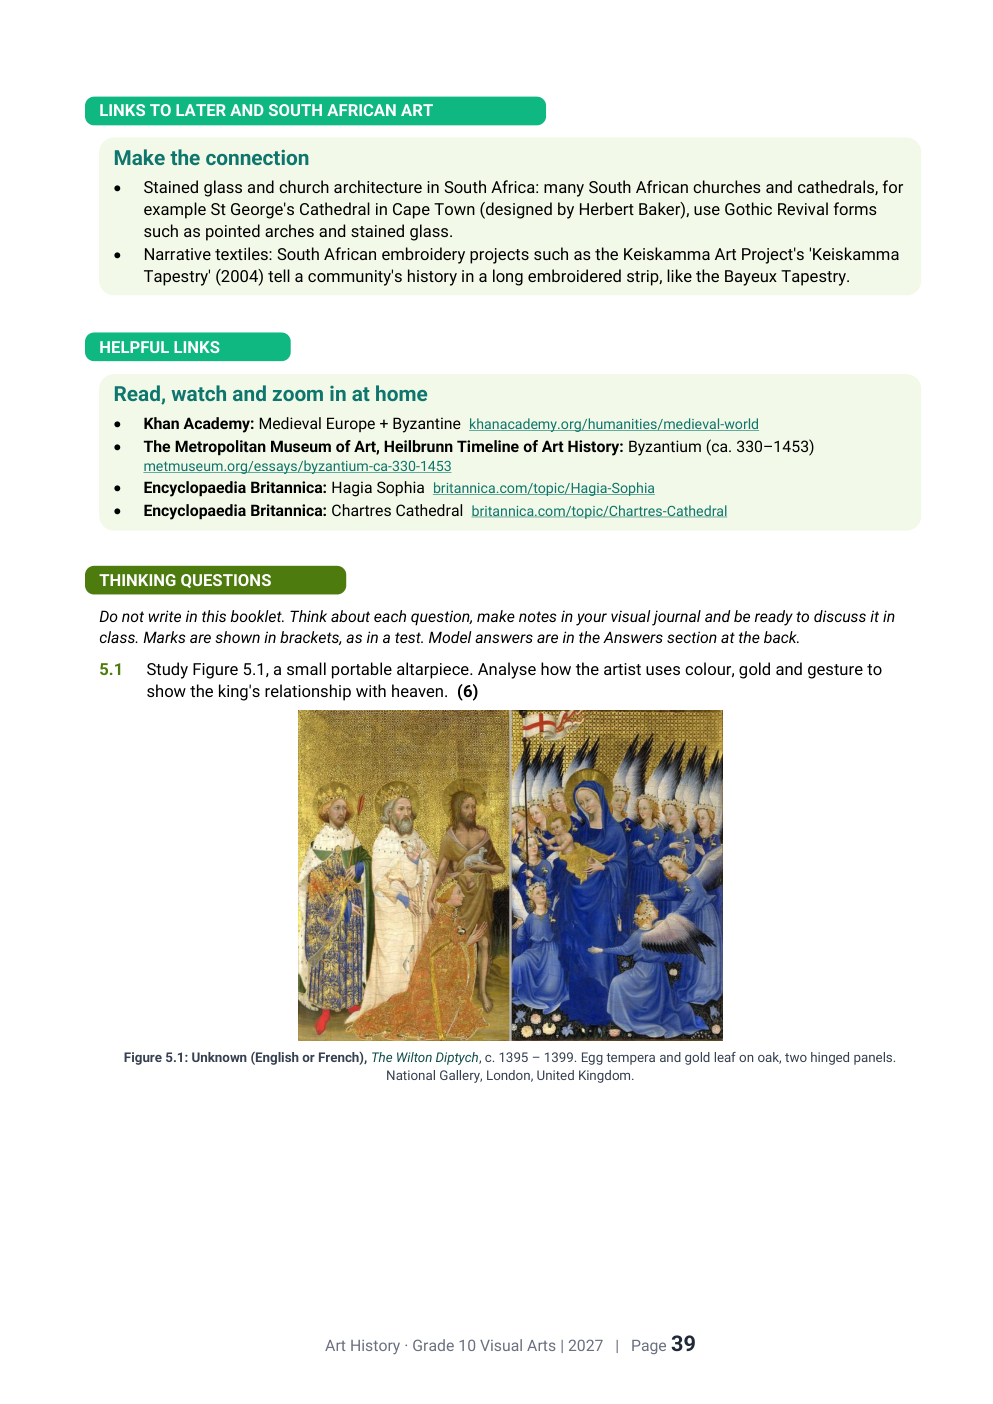 LINKS TO LATER AND SOUTH AFRICAN ART
Make the connection
• Stained glass and church architecture in South Africa: many South African churches and cathedrals, for
example St George's Cathedral in Cape Town (designed by Herbert Baker), use Gothic Revival forms
such as pointed arches and stained glass.
• Narrative textiles: South African embroidery projects such as the Keiskamma Art Project's 'Keiskamma
Tapestry' (2004) tell a community's history in a long embroidered strip, like the Bayeux Tapestry.
HELPFUL LINKS
Read, watch and zoom in at home
• Khan Academy: Medieval Europe + Byzantine khanacademy.org/humanities/medieval-world
• The Metropolitan Museum of Art, Heilbrunn Timeline of Art History: Byzantium (ca. 330–1453)
metmuseum.org/essays/byzantium-ca-330-1453
• Encyclopaedia Britannica: Hagia Sophia britannica.com/topic/Hagia-Sophia
• Encyclopaedia Britannica: Chartres Cathedral britannica.com/topic/Chartres-Cathedral
THINKING QUESTIONS
Do not write in this booklet. Think about each question, make notes in your visual journal and be ready to discuss it in
class. Marks are shown in brackets, as in a test. Model answers are in the Answers section at the back.
5.1 Study Figure 5.1, a small portable altarpiece. Analyse how the artist uses colour, gold and gesture to
show the king's relationship with heaven. (6)
Figure 5.1: Unknown (English or French), The Wilton Diptych, c. 1395 – 1399. Egg tempera and gold leaf on oak, two hinged panels.
National Gallery, London, United Kingdom.
Art History · Grade 10 Visual Arts | 2027 | Page 39